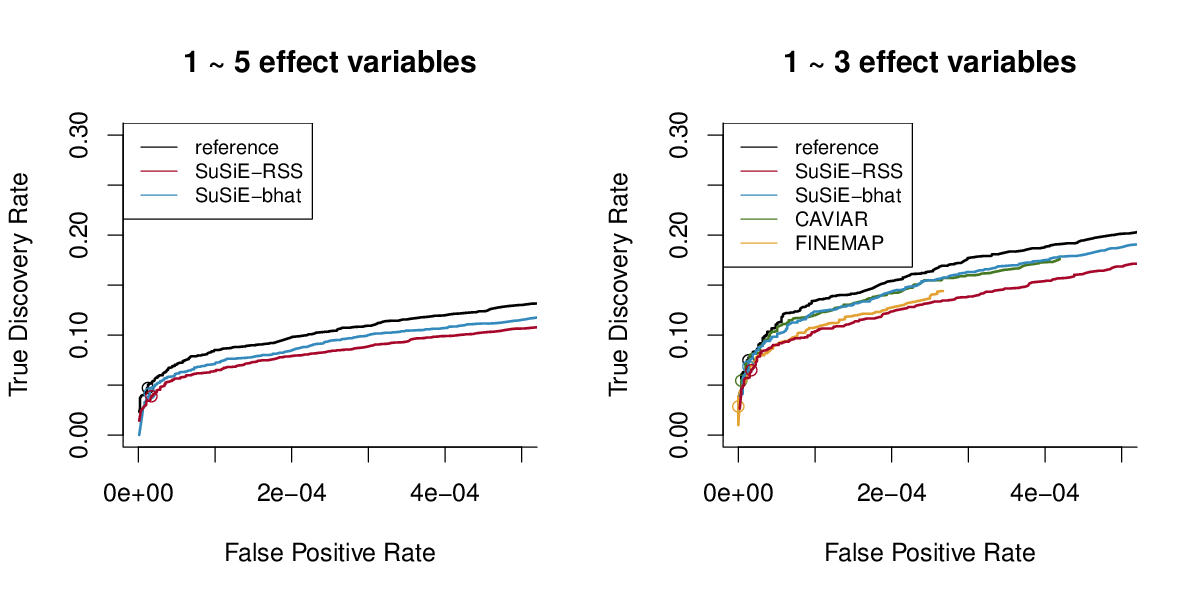 1 ~ 5 effect variables
True Discovery Rate
0.30
0.20
0.10
0.00
reference
SuSiE−RSS
SuSiE−bhat
0e+00
2e−04
4e−04
False Positive Rate
1 ~ 3 effect variables
True Discovery Rate
0.30
0.20
0.10
0.00
reference
SuSiE−RSS
SuSiE−bhat
CAVIAR
FINEMAP
0e+00
2e−04
4e−04
False Positive Rate